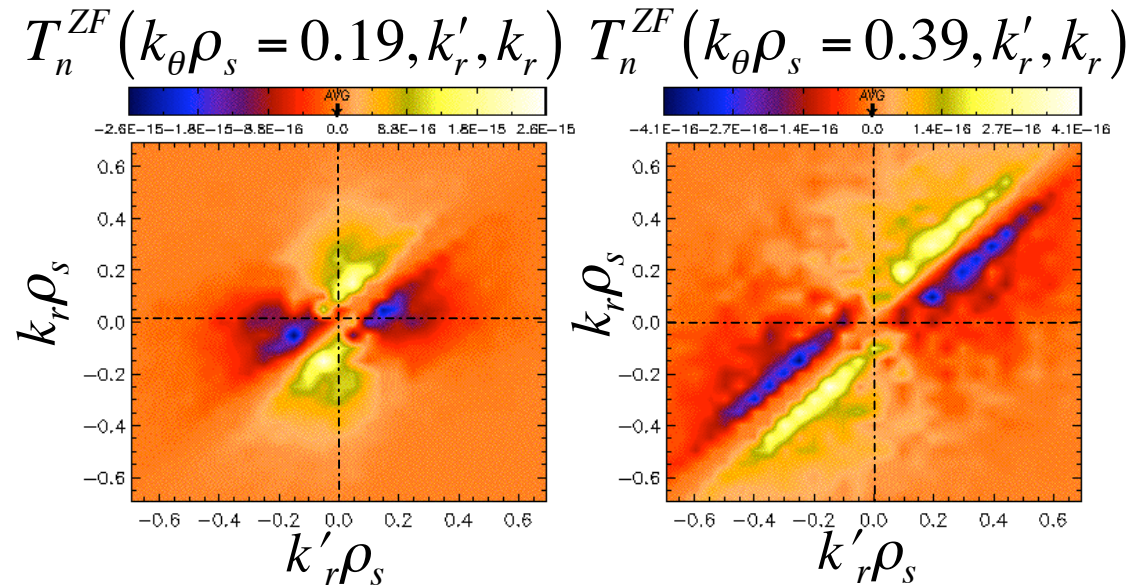 T_n^{ZF}(k_θρ_s = 0.19, k'_r, k_r) T_n^{ZF}(k_θρ_s = 0.39, k'_r, k_r)
AVG AVG
−2.6E−15 −1.8E−15 −8.8E−16 0.0 8.8E−16 1.8E−15 2.6E−15 −4.1E−16 −2.7E−16 −1.4E−16 0.0 1.4E−16 2.7E−16 4.1E−16
0.6 0.6
0.4 0.4
0.2 0.2
k_rρ_s k_rρ_s
0.0 0.0
−0.2 −0.2
−0.4 −0.4
−0.6 −0.6
−0.6 −0.4 −0.2 0.0 0.2 0.4 0.6 −0.6 −0.4 −0.2 0.0 0.2 0.4 0.6
k'_rρ_s k'_rρ_s